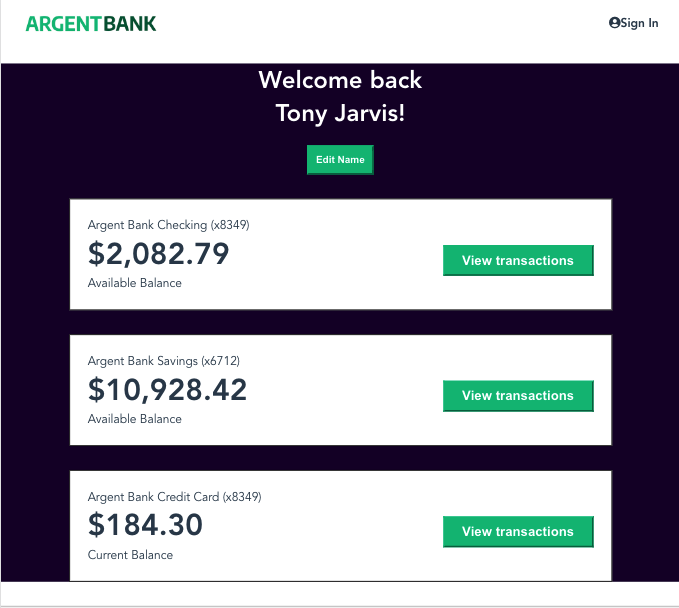 ARGENTBANK
Sign In
Welcome back
Tony Jarvis!
Edit Name
Argent Bank Checking (x8349)
$2,082.79
Available Balance
View transactions
Argent Bank Savings (x6712)
$10,928.42
Available Balance
View transactions
Argent Bank Credit Card (x8349)
$184.30
Current Balance
View transactions